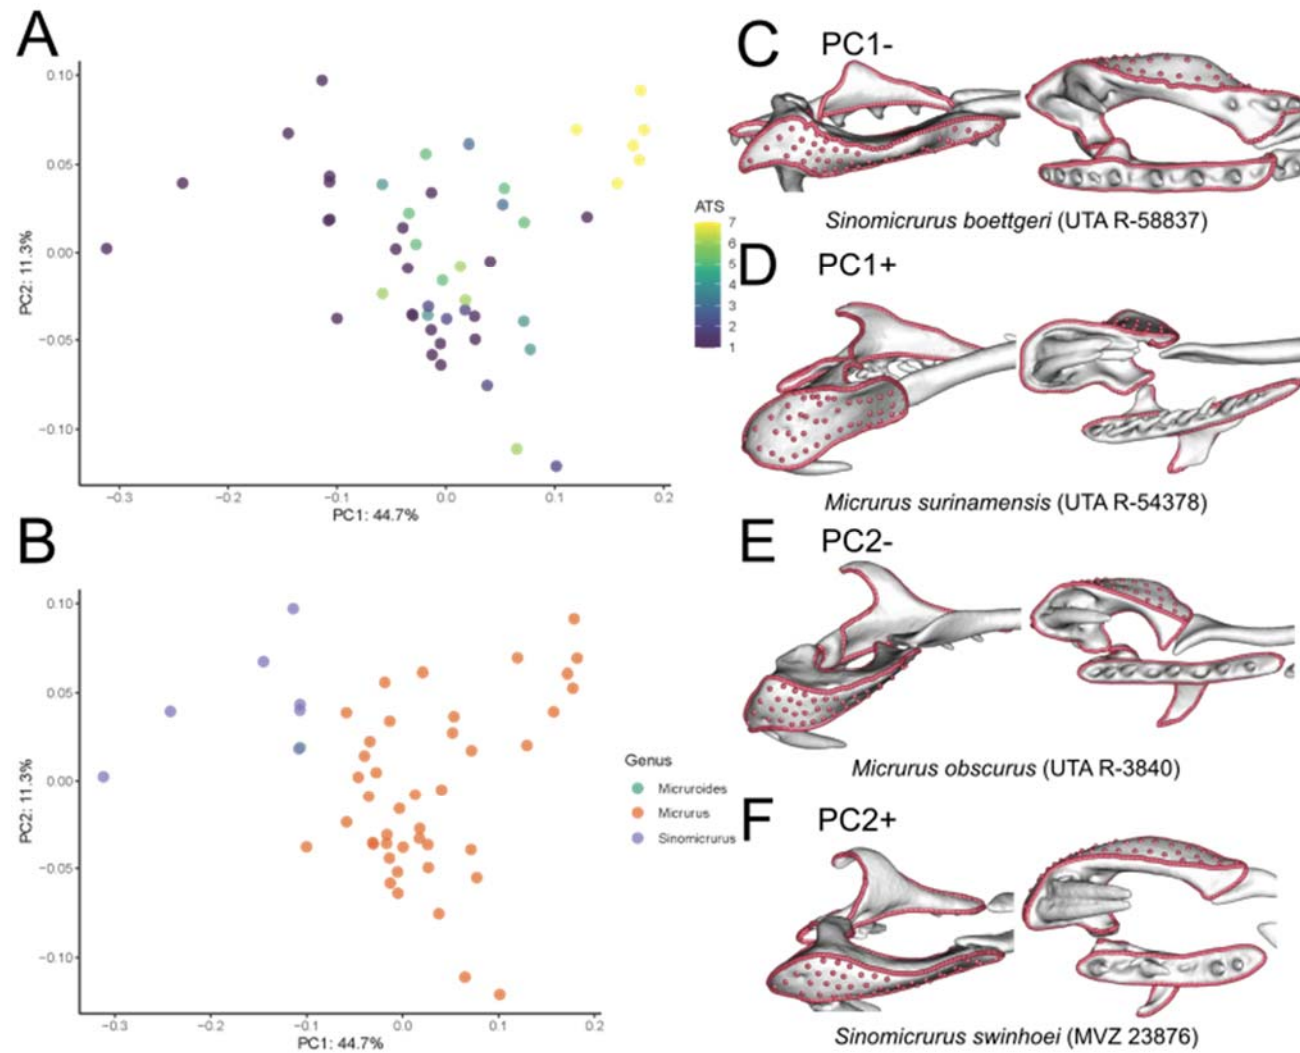 A
0.10
0.05
0.00
−0.05
−0.10
PC2: 11.3%
−0.3
−0.2
−0.1
0.0
0.1
0.2
PC1: 44.7%
ATS
7
6
5
4
3
2
1
B
0.10
0.05
0.00
−0.05
−0.10
PC2: 11.3%
−0.3
−0.2
−0.1
0.0
0.1
0.2
PC1: 44.7%
Genus
Micruroides
Micrurus
Sinomicrurus
C PC1-
Sinomicrurus boettgeri (UTA R-58837)
D PC1+
Micrurus surinamensis (UTA R-54378)
E PC2-
Micrurus obscurus (UTA R-3840)
F PC2+
Sinomicrurus swinhoei (MVZ 23876)